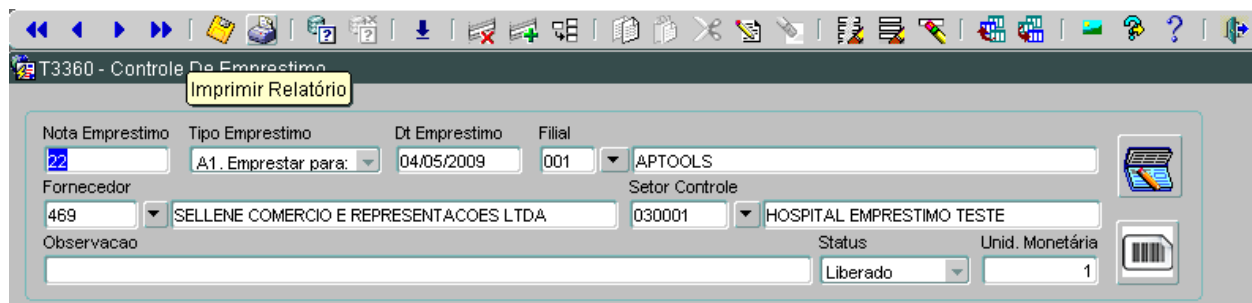 T3360 - Controle De Emprestimo
Imprimir Relatório
Nota Emprestimo Tipo Emprestimo Dt Emprestimo Filial
22 A1. Emprestar para: 04/05/2009 001 APTOOLS
Fornecedor Setor Controle
469 SELLENE COMERCIO E REPRESENTACOES LTDA 030001 HOSPITAL EMPRESTIMO TESTE
Observacao Status Unid. Monetária
Liberado 1